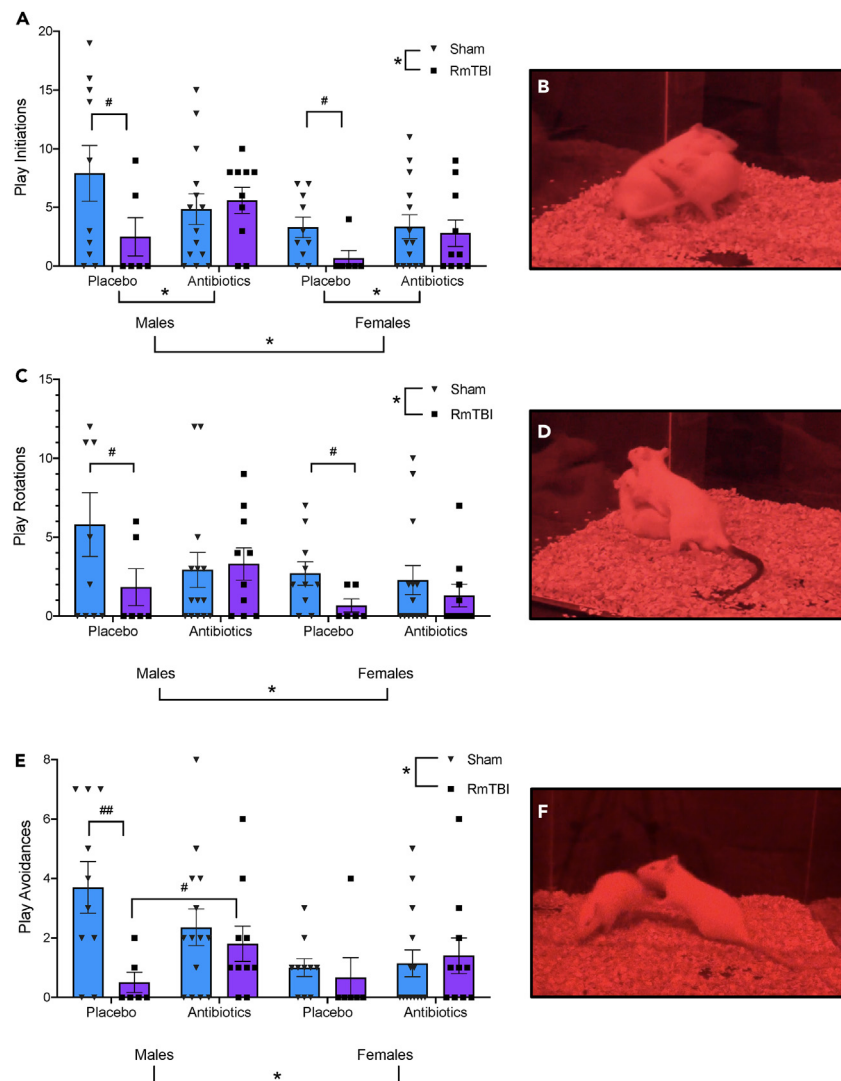 A
20
15
10
5
0
Play Initiations
Sham
RmTBI
*
#
#
Placebo
Antibiotics
Placebo
Antibiotics
*
*
Males
Females
*
B
C
15
10
5
0
Play Rotations
Sham
RmTBI
*
#
#
Placebo
Antibiotics
Placebo
Antibiotics
Males
Females
*
D
E
8
6
4
2
0
Play Avoidances
Sham
RmTBI
*
##
#
Placebo
Antibiotics
Placebo
Antibiotics
Males
Females
*
F